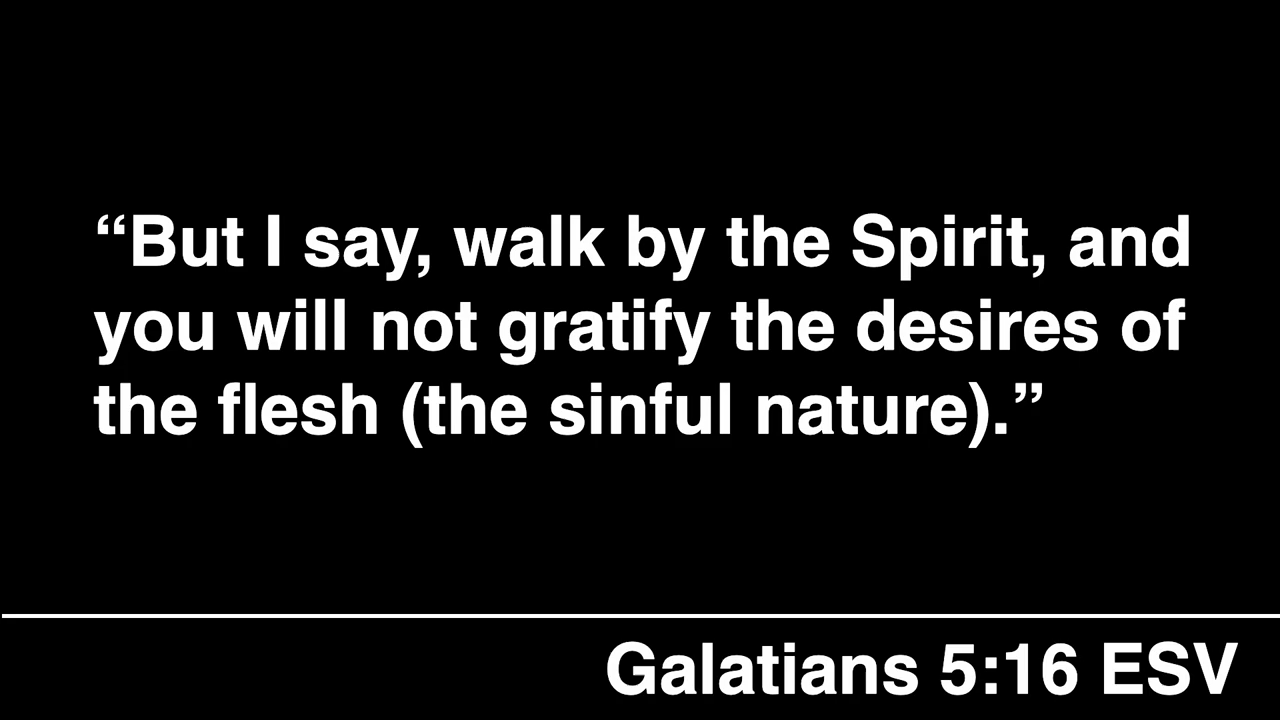 “But I say, walk by the Spirit, and
you will not gratify the desires of
the flesh (the sinful nature).”
Galatians 5:16 ESV